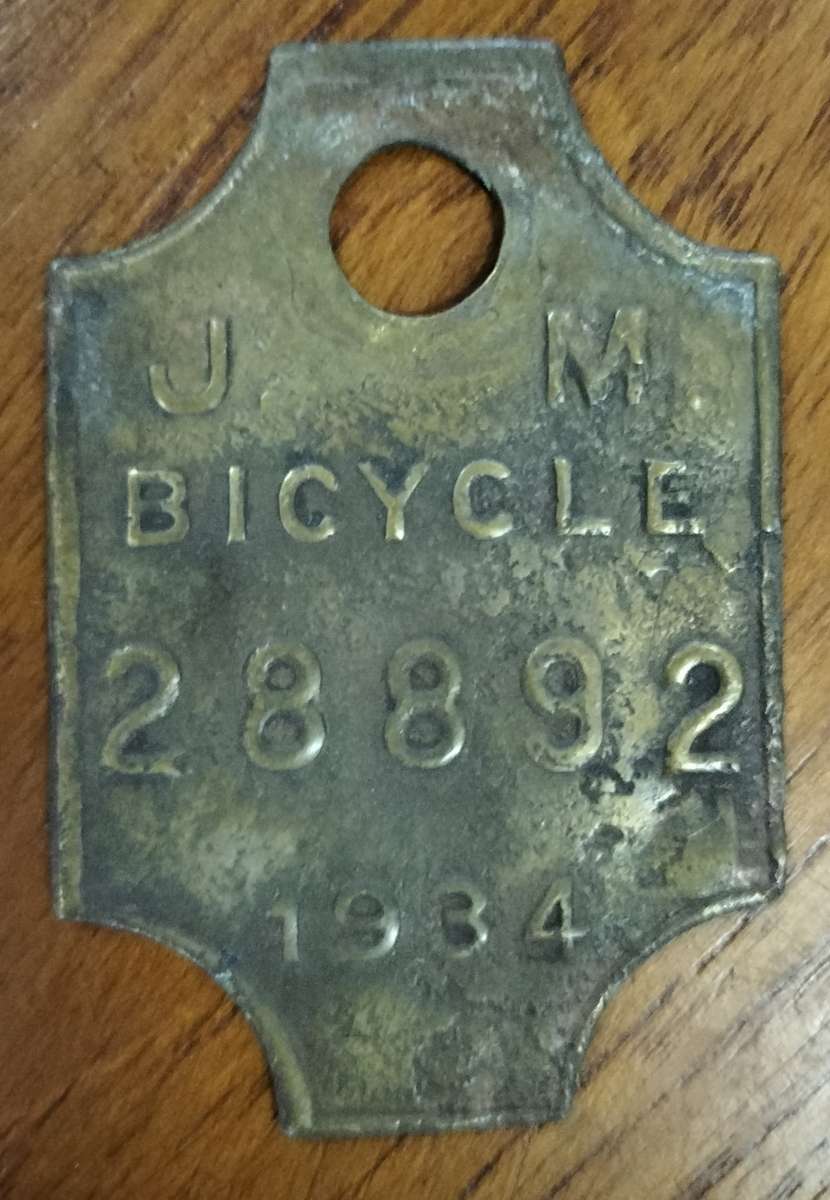 J. M.
BICYCLE
28892
1934